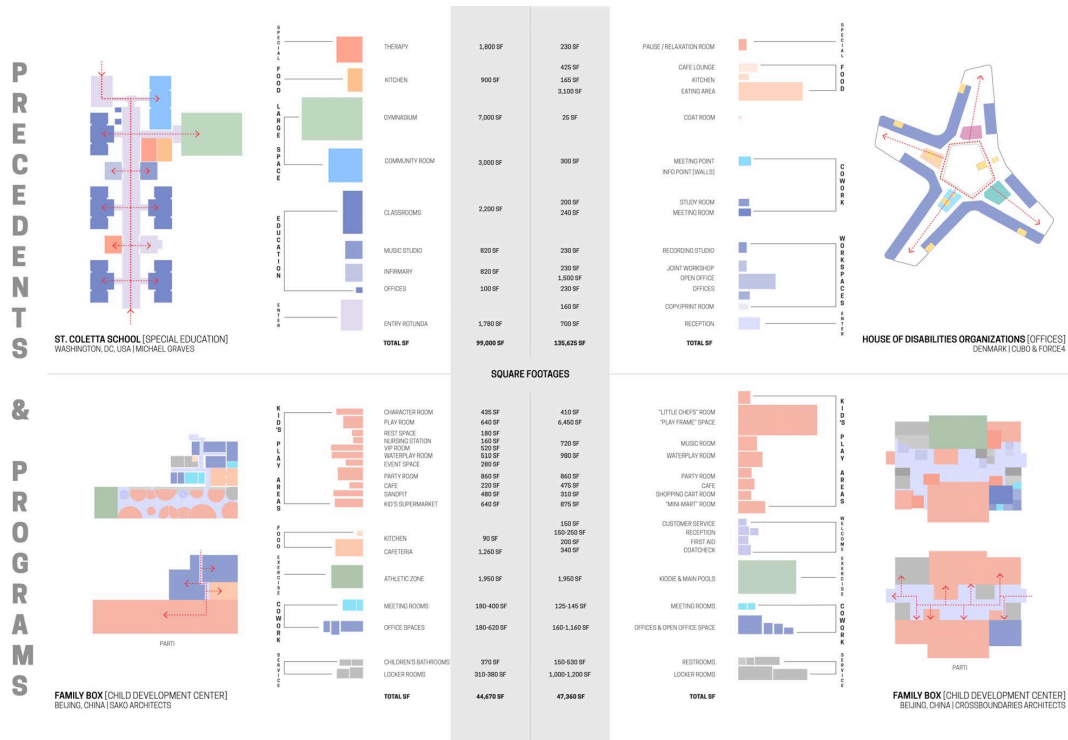 PRECEDENTS & PROGRAMS
SPECIAL
FOOD
LARGE SPACE
EDUCATION
ENTER
THERAPY 1,800 SF
KITCHEN 900 SF
GYMNASIUM 7,000 SF
COMMUNITY ROOM 3,000 SF
CLASSROOMS 2,200 SF
MUSIC STUDIO 820 SF
INFIRMARY 820 SF
OFFICES 100 SF
ENTRY ROTUNDA 1,780 SF
TOTAL SF 99,000 SF
ST. COLETTA SCHOOL [SPECIAL EDUCATION]
WASHINGTON, DC, USA | MICHAEL GRAVES
230 SF PAUSE / RELAXATION ROOM
425 SF CAFE LOUNGE
165 SF KITCHEN
3,100 SF EATING AREA
25 SF COAT ROOM
300 SF MEETING POINT
INFO POINT [WALLS]
200 SF STUDY ROOM
240 SF MEETING ROOM
230 SF RECORDING STUDIO
230 SF JOINT WORKSHOP
1,500 SF OPEN OFFICE
230 SF OFFICES
160 SF COPY/PRINT ROOM
700 SF RECEPTION
135,625 SF TOTAL SF
SPECIAL
FOOD
COWORK
WORKSPACES
ENTER
HOUSE OF DISABILITIES ORGANIZATIONS [OFFICES]
DENMARK | CUBO & FORCE4
SQUARE FOOTAGES
KID'S PLAY AREAS
FOOD
EXERCISE
COWORK
SERVICE
CHARACTER ROOM 435 SF
PLAY ROOM 640 SF
REST SPACE 180 SF
NURSING STATION 160 SF
VIP ROOM 520 SF
WATERPLAY ROOM 510 SF
EVENT SPACE 280 SF
PARTY ROOM 860 SF
CAFE 220 SF
SANDPIT 480 SF
KID'S SUPERMARKET 640 SF
KITCHEN 90 SF
CAFETERIA 1,260 SF
ATHLETIC ZONE 1,950 SF
MEETING ROOMS 180-400 SF
OFFICE SPACES 180-620 SF
CHILDREN'S BATHROOMS 370 SF
LOCKER ROOMS 310-380 SF
TOTAL SF 44,670 SF
PARTI
FAMILY BOX [CHILD DEVELOPMENT CENTER]
BEIJING, CHINA | SAKO ARCHITECTS
410 SF "LITTLE CHEFS" ROOM
6,450 SF "PLAY FRAME" SPACE
720 SF MUSIC ROOM
980 SF WATERPLAY ROOM
860 SF PARTY ROOM
475 SF CAFE
310 SF SHOPPING CART ROOM
875 SF "MINI-MART" ROOM
150 SF CUSTOMER SERVICE
150-250 SF RECEPTION
200 SF FIRST AID
340 SF COATCHECK
1,950 SF KIDDIE & MAIN POOLS
125-145 SF MEETING ROOMS
160-1,160 SF OFFICES & OPEN OFFICE SPACE
150-530 SF RESTROOMS
1,000-1,200 SF LOCKER ROOMS
47,360 SF TOTAL SF
KID'S PLAY AREAS
WELCOME
EXERCISE
COWORK
SERVICE
PARTI
FAMILY BOX [CHILD DEVELOPMENT CENTER]
BEIJING, CHINA | CROSSBOUNDARIES ARCHITECTS